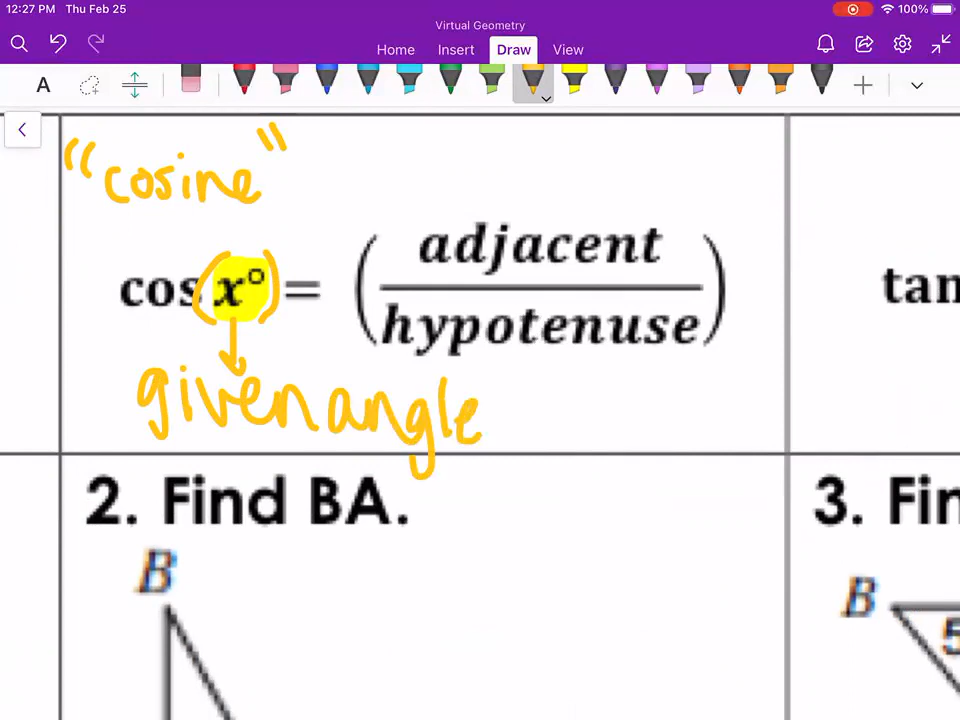 12:27 PM Thu Feb 25
100%
Virtual Geometry
Home Insert Draw View
A
"cosine"
cos x° = (adjacent / hypotenuse)
tan
given angle
2. Find BA.
3. Fin
B
B
5